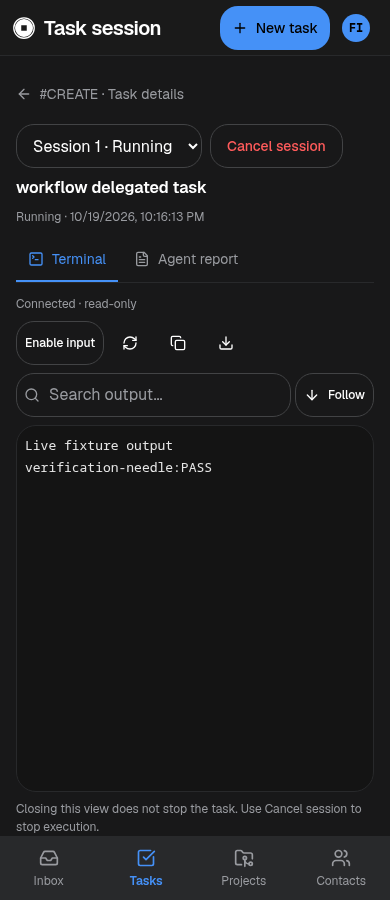 Task session
New task
FI
#CREATE · Task details
Session 1 · Running
Cancel session
workflow delegated task
Running · 10/19/2026, 10:16:13 PM
Terminal
Agent report
Connected · read-only
Enable input
Search output...
Follow
Live fixture output
verification-needle:PASS
Closing this view does not stop the task. Use Cancel session to
stop execution.
Inbox
Tasks
Projects
Contacts